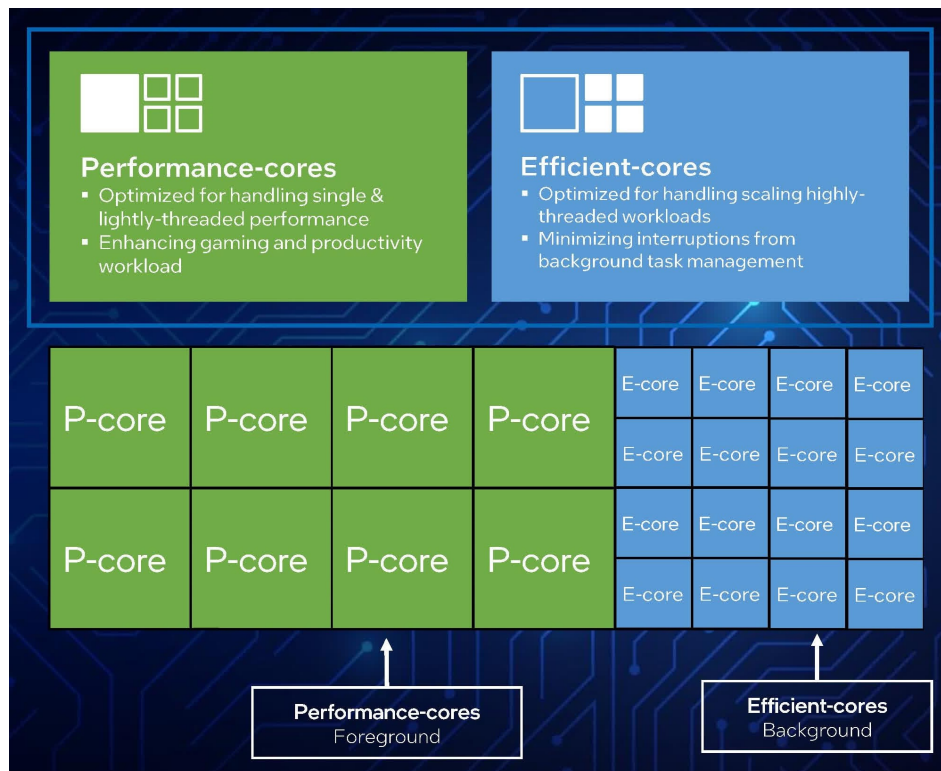 Performance-cores
▪ Optimized for handling single &
lightly-threaded performance
▪ Enhancing gaming and productivity
workload
Efficient-cores
▪ Optimized for handling scaling highly-
threaded workloads
▪ Minimizing interruptions from
background task management
P-core P-core P-core P-core
P-core P-core P-core P-core
E-core E-core E-core E-core
E-core E-core E-core E-core
E-core E-core E-core E-core
E-core E-core E-core E-core
Performance-cores
Foreground
Efficient-cores
Background